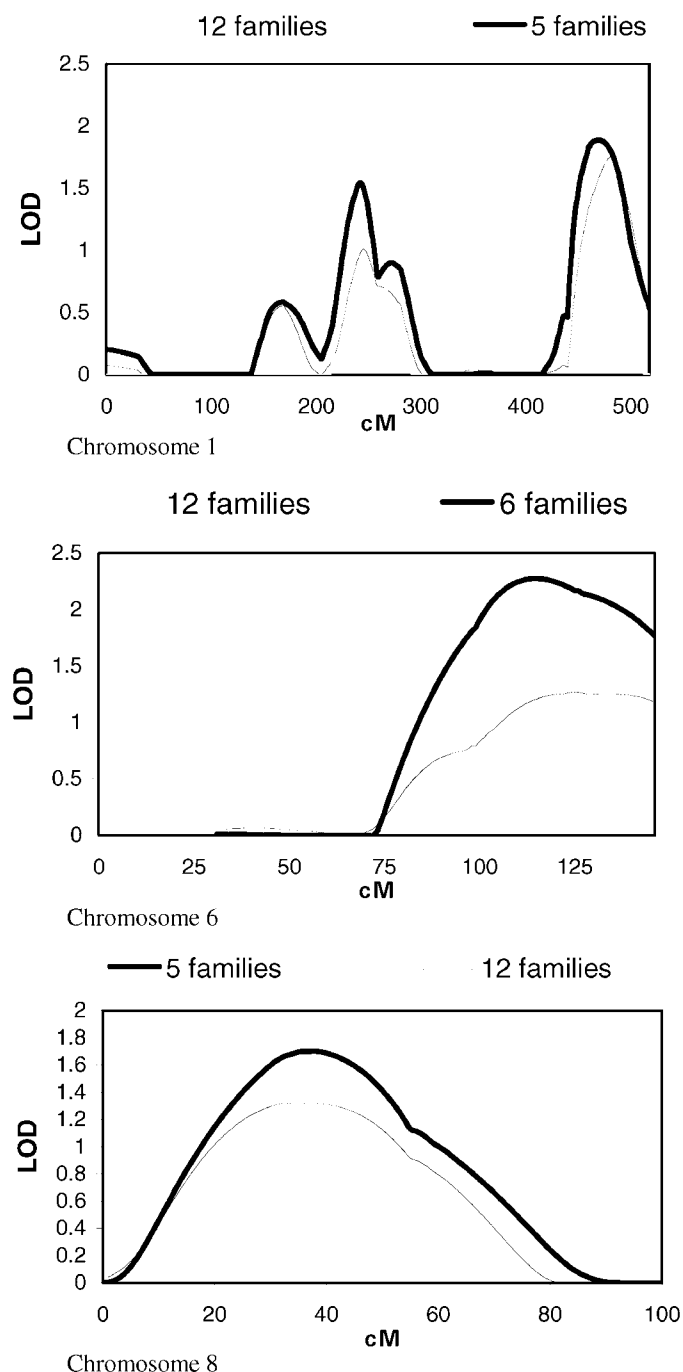 12 families 5 families
2.5
2
1.5
1
0.5
0
LOD
0 100 200 300 400 500
cM
Chromosome 1
12 families 6 families
2.5
2
1.5
1
0.5
0
LOD
0 25 50 75 100 125
cM
Chromosome 6
5 families 12 families
2
1.8
1.6
1.4
1.2
1
0.8
0.6
0.4
0.2
0
LOD
0 20 40 60 80 100
cM
Chromosome 8